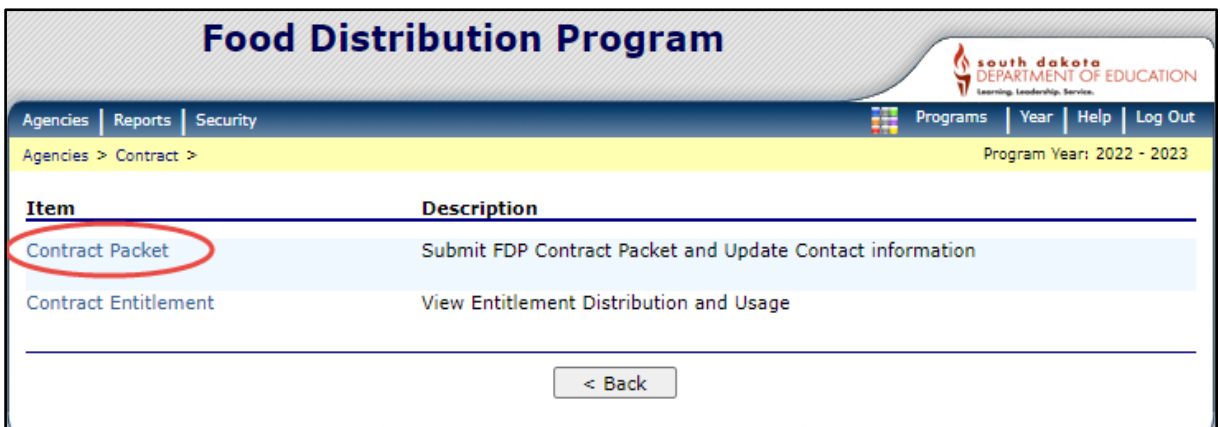 Food Distribution Program
south dakota
DEPARTMENT OF EDUCATION
Learning. Leadership. Service.
Agencies | Reports | Security Programs | Year | Help | Log Out
Agencies > Contract > Program Year: 2022 - 2023
Item Description
Contract Packet Submit FDP Contract Packet and Update Contact information
Contract Entitlement View Entitlement Distribution and Usage
< Back